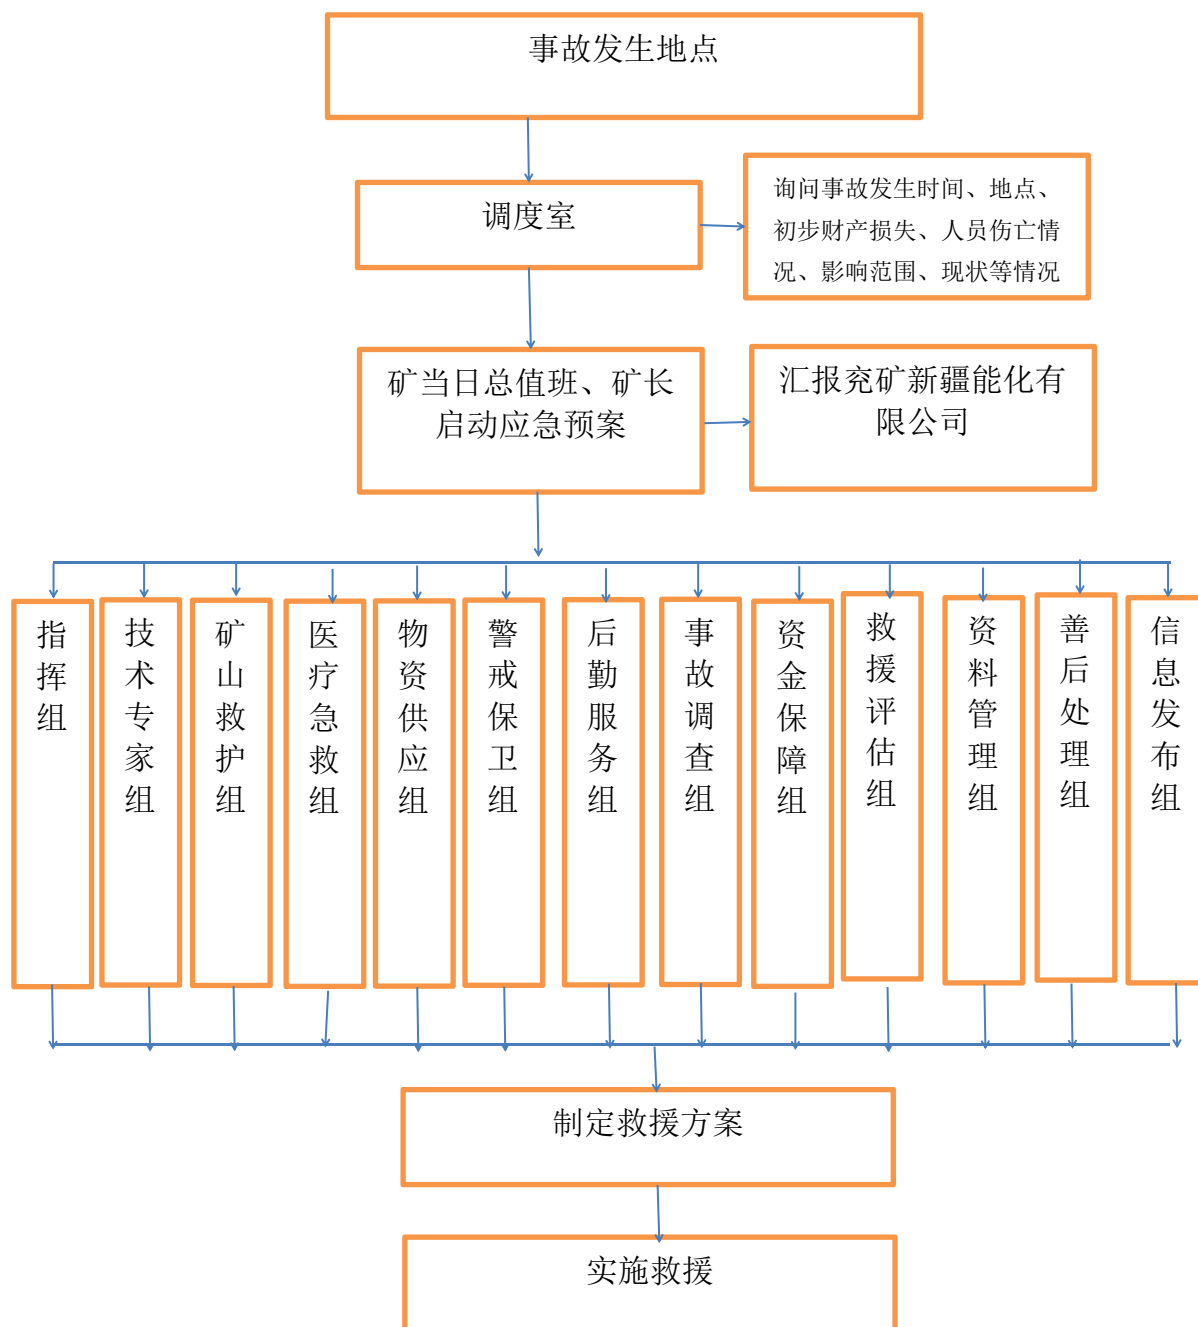 事故发生地点
调度室
询问事故发生时间、地点、
初步财产损失、人员伤亡情
况、影响范围、现状等情况
矿当日总值班、矿长
启动应急预案
汇报兖矿新疆能化有
限公司
指挥组
技术专家组
矿山救护组
医疗急救组
物资供应组
警戒保卫组
后勤服务组
事故调查组
资金保障组
救援评估组
资料管理组
善后处理组
信息发布组
制定救援方案
实施救援